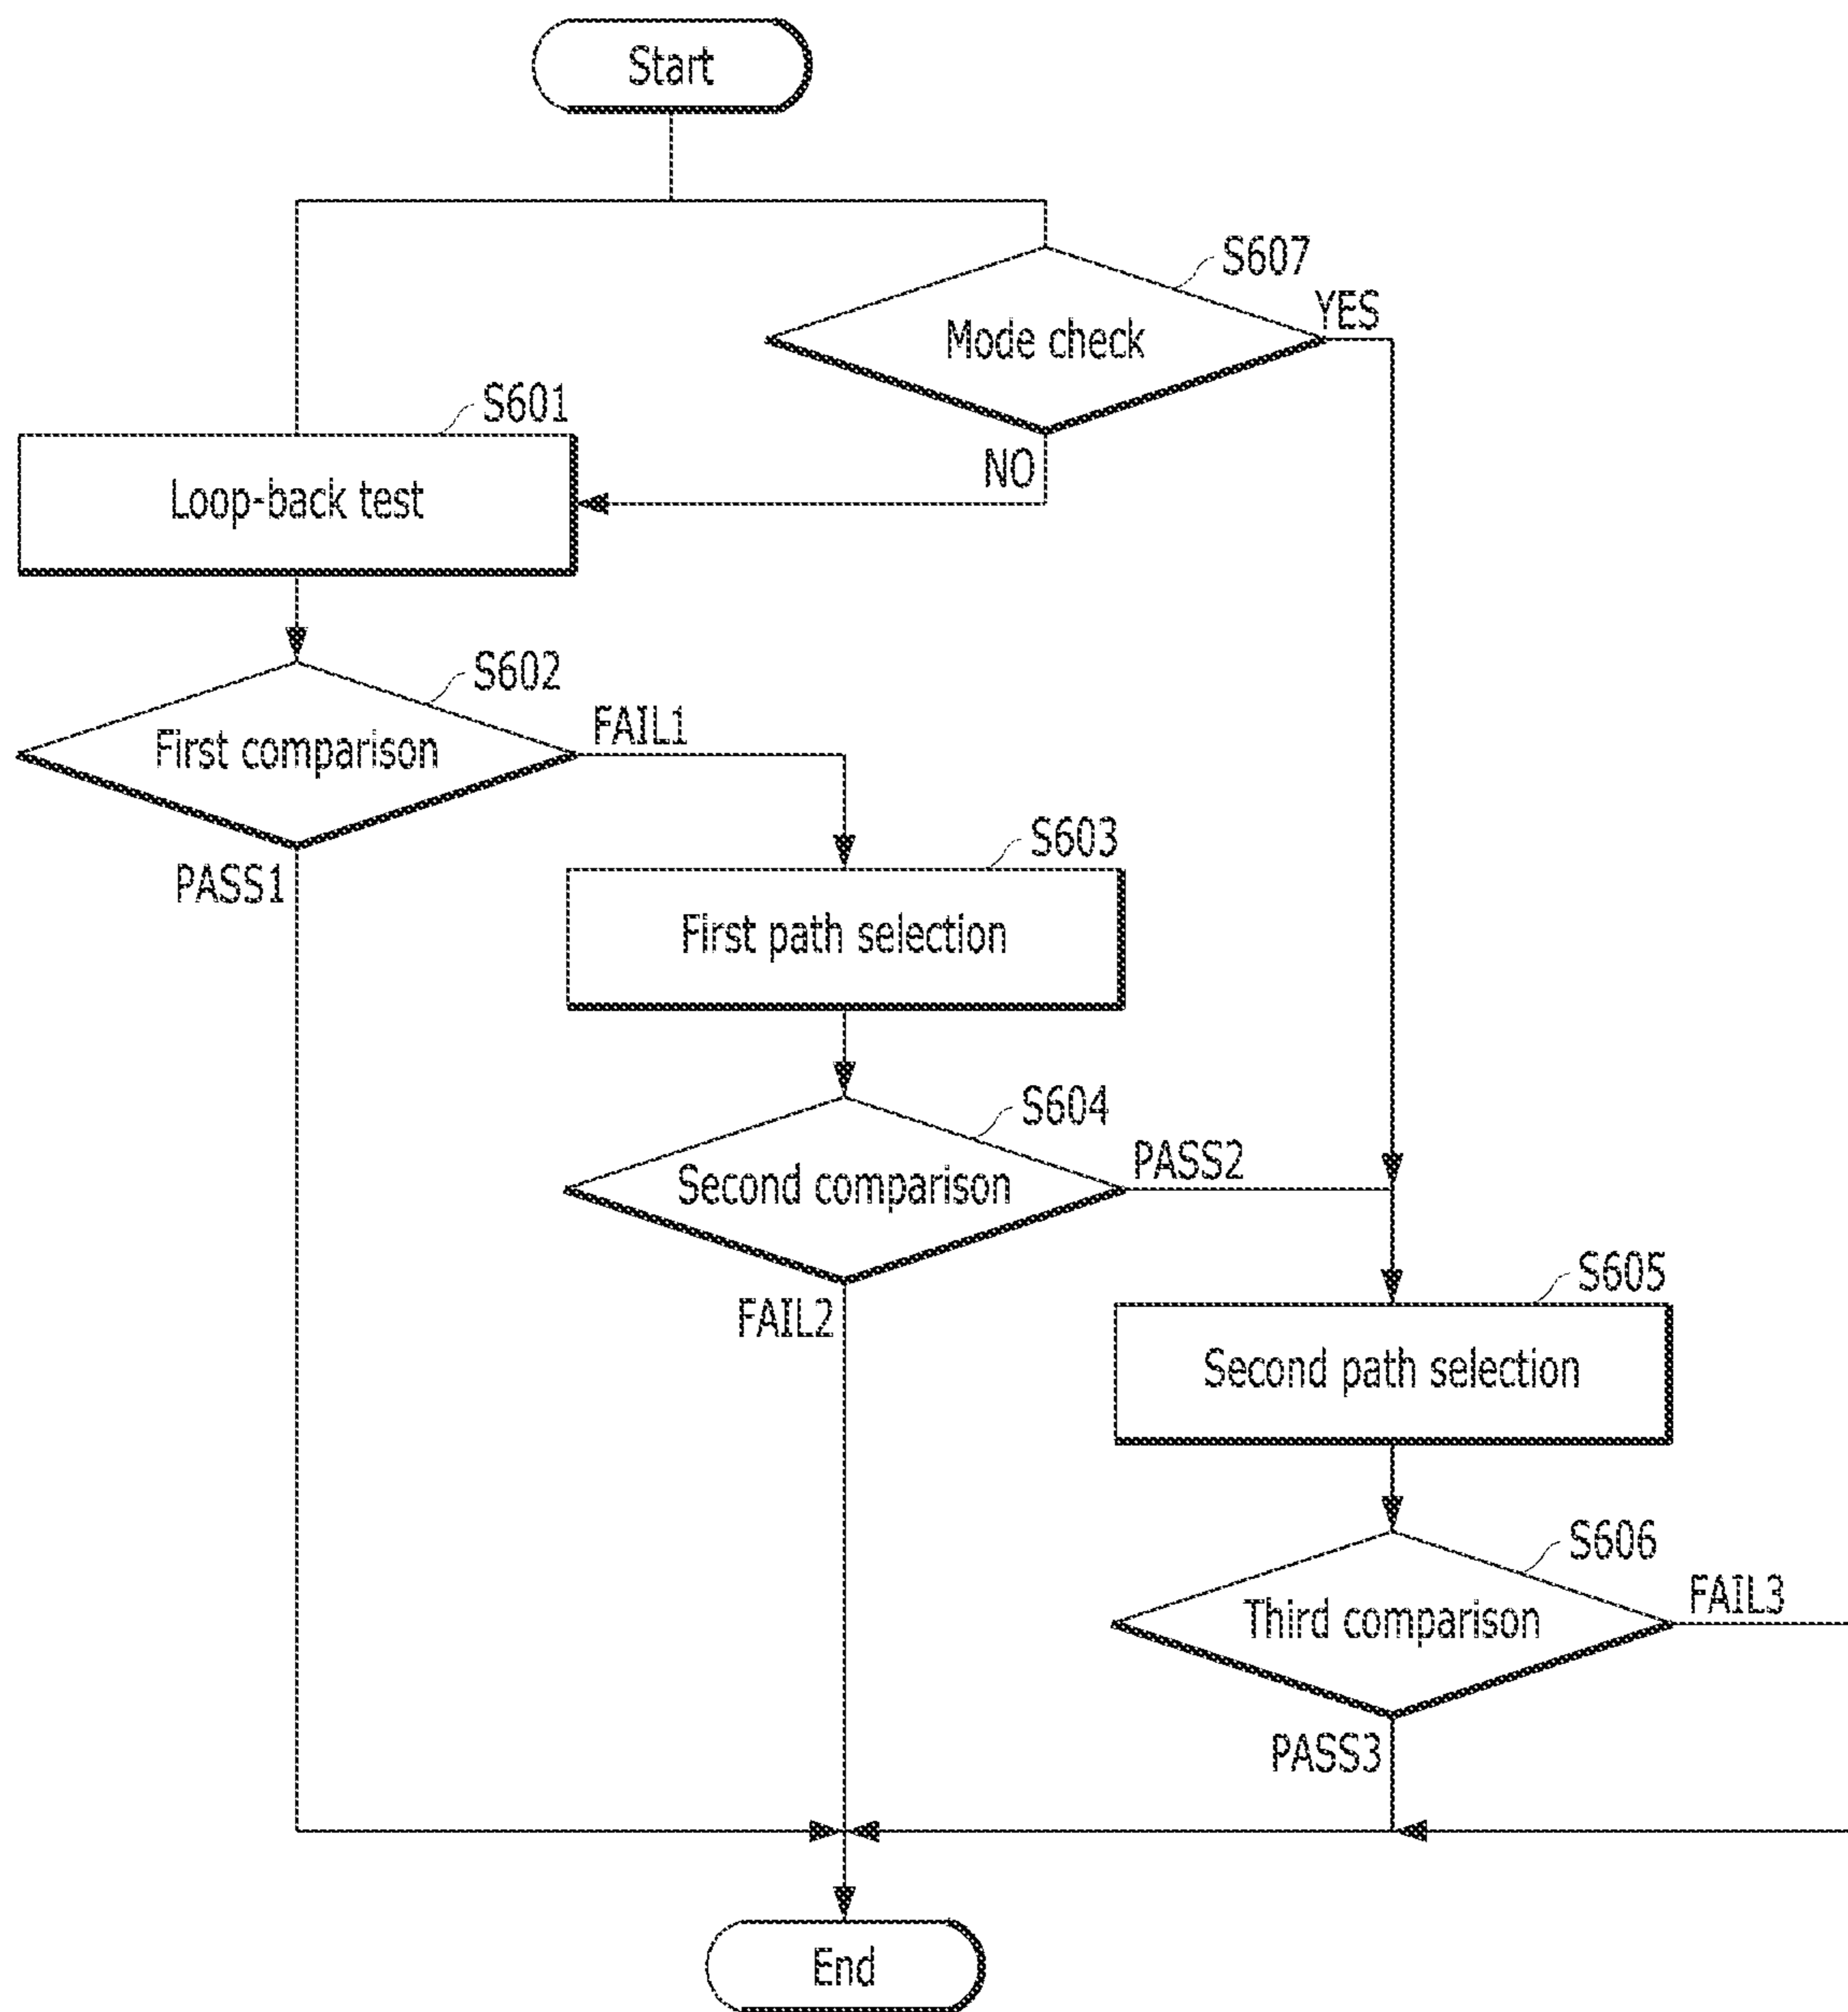 Start
S607
YES
Mode check
S601
NO
Loop-back test
S602
FAIL1
First comparison
S603
PASS1
First path selection
S604
PASS2
Second comparison
S605
FAIL2
Second path selection
S606
FAIL3
Third comparison
PASS3
End